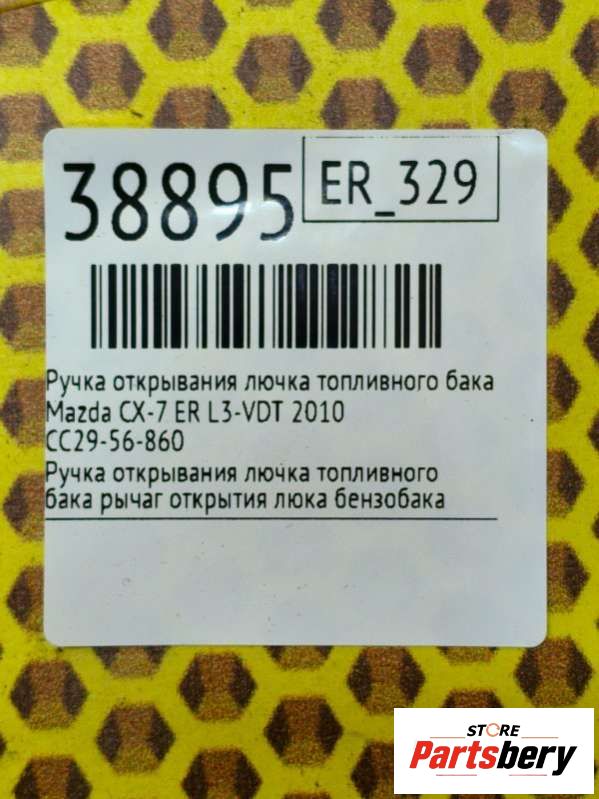 38895
ER_329
Ручка открывания лючка топливного бака
Mazda CX-7 ER L3-VDT 2010
CC29-56-860
Ручка открывания лючка топливного
бака рычаг открытия люка бензобака
STORE
Partsbery